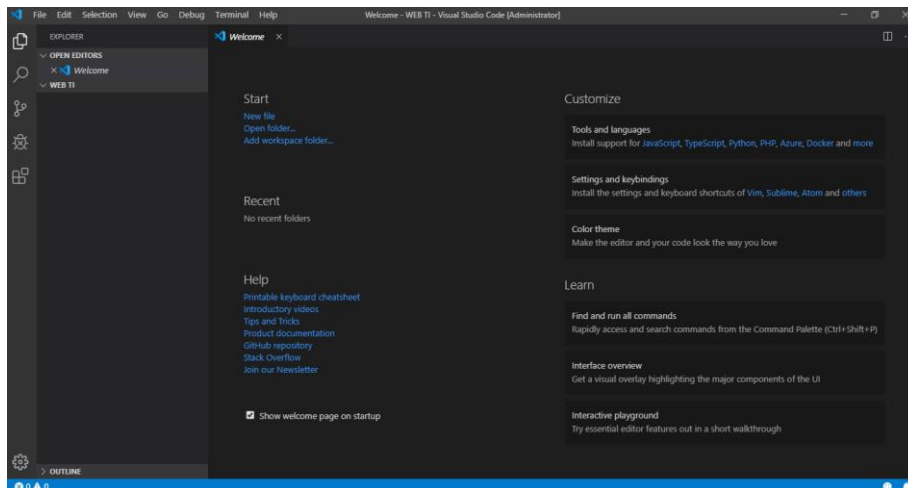 File Edit Selection View Go Debug Terminal Help Welcome - WEB TI - Visual Studio Code [Administrator]
EXPLORER
OPEN EDITORS
Welcome
WEB TI
OUTLINE
Welcome
Start
New file
Open folder...
Add workspace folder...
Recent
No recent folders
Help
Printable keyboard cheatsheet
Introductory videos
Tips and Tricks
Product documentation
GitHub repository
Stack Overflow
Join our Newsletter
Show welcome page on startup
Customize
Tools and languages
Install support for JavaScript, TypeScript, Python, PHP, Azure, Docker and more
Settings and keybindings
Install the settings and keyboard shortcuts of Vim, Sublime, Atom and others
Color theme
Make the editor and your code look the way you love
Learn
Find and run all commands
Rapidly access and search commands from the Command Palette (Ctrl+Shift+P)
Interface overview
Get a visual overlay highlighting the major components of the UI
Interactive playground
Try essential editor features out in a short walkthrough
0 0